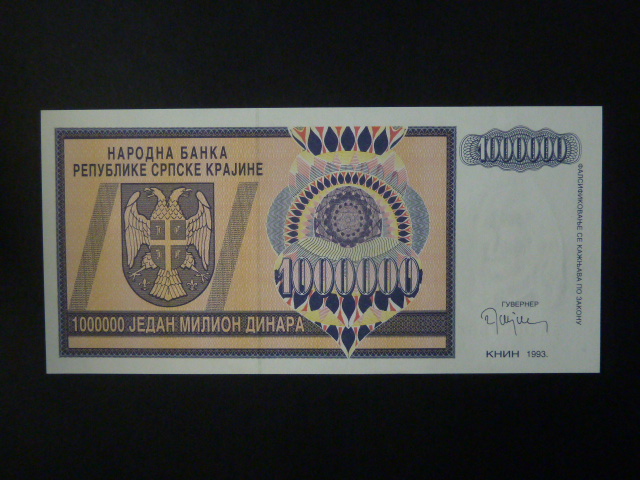 НАРОДНА БАНКА
РЕПУБЛИКЕ СРПСКЕ КРАЈИНЕ
1000000
1000000
1000000 ЈЕДАН МИЛИОН ДИНАРА
ФАЛСИФИКОВАЊЕ СЕ КАЖЊАВА ПО ЗАКОНУ
ГУВЕРНЕР
КНИН 1993.